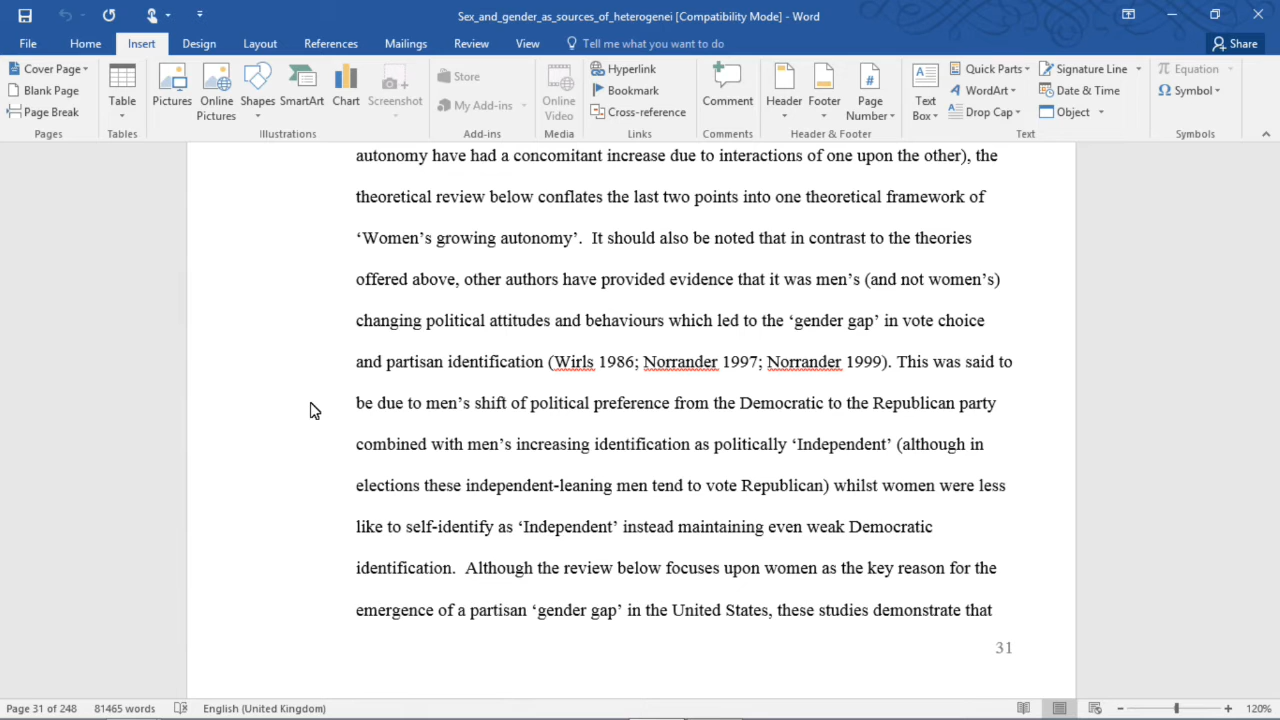 Sex_and_gender_as_sources_of_heterogenei [Compatibility Mode] - Word
File Home Insert Design Layout References Mailings Review View Tell me what you want to do Share
Cover Page
Blank Page
Page Break
Pages
Table
Tables
Pictures
Online
Pictures
Shapes
SmartArt
Chart
Screenshot
Illustrations
Store
My Add-ins
Add-ins
Online
Video
Media
Hyperlink
Bookmark
Cross-reference
Links
Comment
Comments
Header
Footer
Page
Number
Header & Footer
Text
Box
Quick Parts
WordArt
Drop Cap
Signature Line
Date & Time
Object
Text
Equation
Symbol
Symbols
autonomy have had a concomitant increase due to interactions of one upon the other), the
theoretical review below conflates the last two points into one theoretical framework of
‘Women’s growing autonomy’.  It should also be noted that in contrast to the theories
offered above, other authors have provided evidence that it was men’s (and not women’s)
changing political attitudes and behaviours which led to the ‘gender gap’ in vote choice
and partisan identification (Wirls 1986; Norrander 1997; Norrander 1999). This was said to
be due to men’s shift of political preference from the Democratic to the Republican party
combined with men’s increasing identification as politically ‘Independent’ (although in
elections these independent-leaning men tend to vote Republican) whilst women were less
like to self-identify as ‘Independent’ instead maintaining even weak Democratic
identification.  Although the review below focuses upon women as the key reason for the
emergence of a partisan ‘gender gap’ in the United States, these studies demonstrate that
31
Page 31 of 248 81465 words English (United Kingdom) 120%